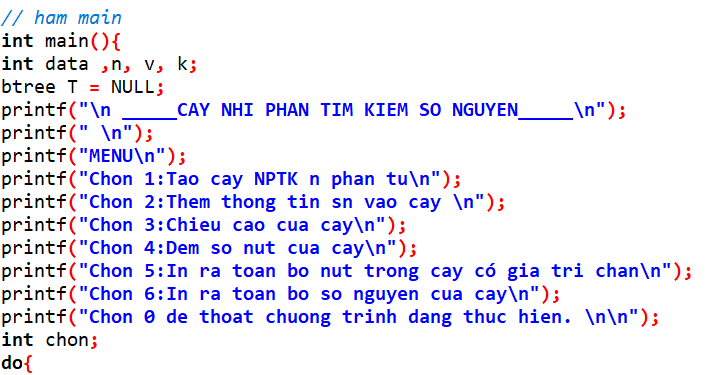 // ham main
int main(){
int data ,n, v, k;
btree T = NULL;
printf("\n _____CAY NHI PHAN TIM KIEM SO NGUYEN_____\n");
printf(" \n");
printf("MENU\n");
printf("Chon 1:Tao cay NPTK n phan tu\n");
printf("Chon 2:Them thong tin sn vao cay \n");
printf("Chon 3:Chieu cao cua cay\n");
printf("Chon 4:Dem so nut cua cay\n");
printf("Chon 5:In ra toan bo nut trong cay có gia tri chan\n");
printf("Chon 6:In ra toan bo so nguyen cua cay\n");
printf("Chon 0 de thoat chuong trinh dang thuc hien. \n\n");
int chon;
do{